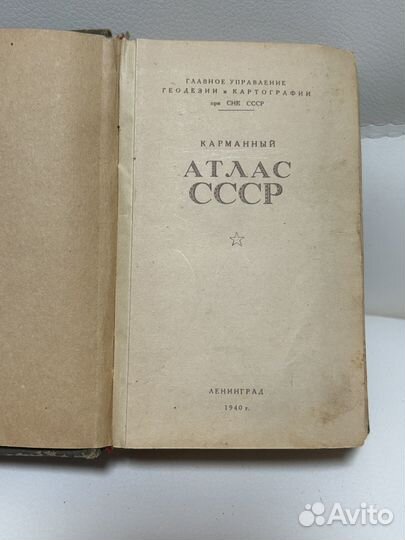 ГЛАВНОЕ УПРАВЛЕНИЕ
ГЕОДЕЗИИ и КАРТОГРАФИИ
при СНК СССР
КАРМАННЫЙ
АТЛАС
СССР
ЛЕНИНГРАД
1940 г.
Avito